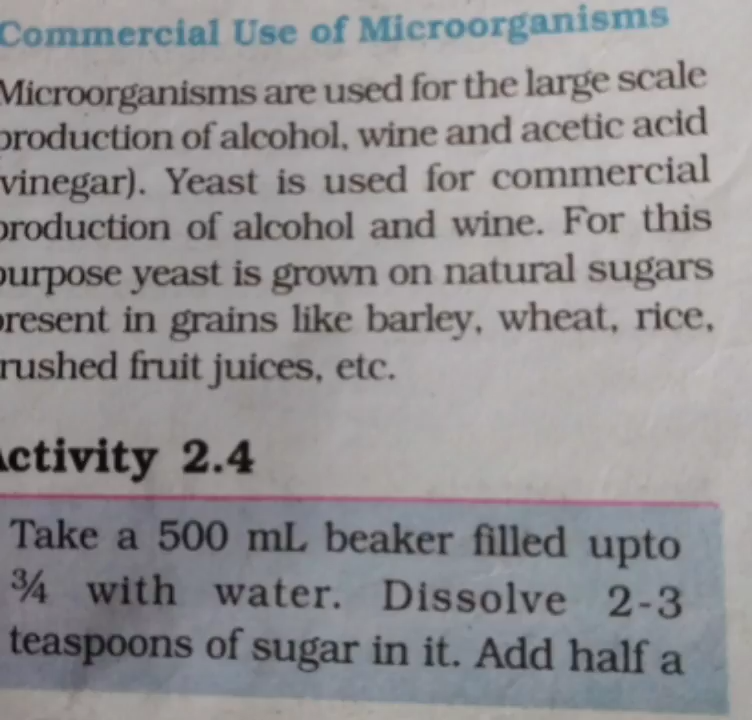 Commercial Use of Microorganisms
Microorganisms are used for the large scale
production of alcohol, wine and acetic acid
vinegar). Yeast is used for commercial
production of alcohol and wine. For this
purpose yeast is grown on natural sugars
present in grains like barley, wheat, rice,
rushed fruit juices, etc.
Activity 2.4
Take a 500 mL beaker filled upto
¾ with water. Dissolve 2-3
teaspoons of sugar in it. Add half a